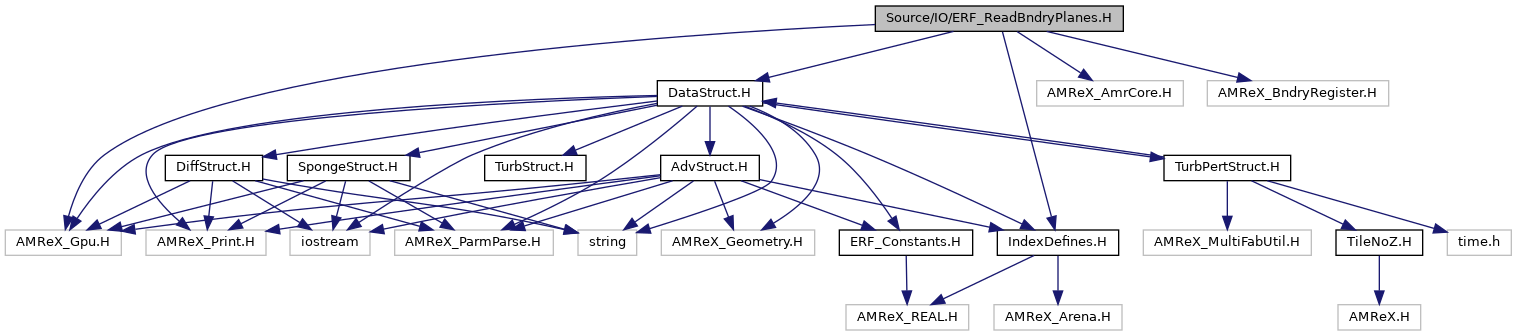 Source/IO/ERF_ReadBndryPlanes.H
DataStruct.H
AMReX_AmrCore.H
AMReX_BndryRegister.H
DiffStruct.H
SpongeStruct.H
TurbStruct.H
AdvStruct.H
TurbPertStruct.H
AMReX_Gpu.H
AMReX_Print.H
iostream
AMReX_ParmParse.H
string
AMReX_Geometry.H
ERF_Constants.H
IndexDefines.H
AMReX_MultiFabUtil.H
TileNoZ.H
time.h
AMReX_REAL.H
AMReX_Arena.H
AMReX.H